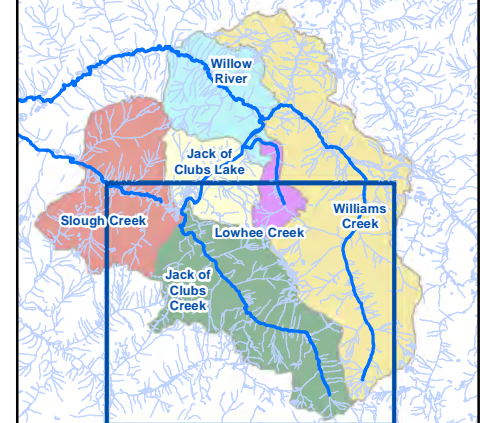 Willow
River
Jack of
Clubs Lake
Slough Creek
Williams
Creek
Lowhee Creek
Jack of
Clubs
Creek